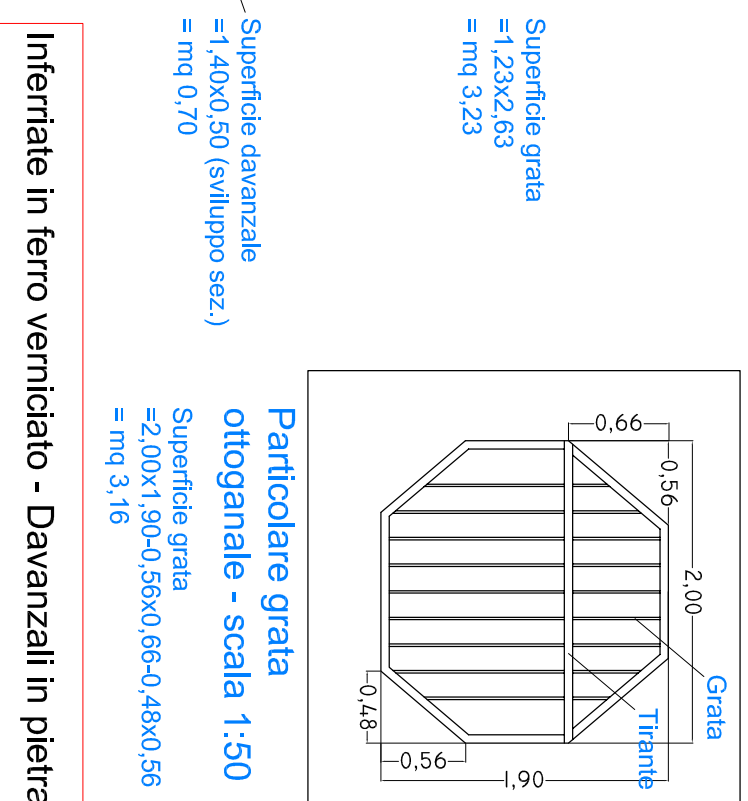 Superficie grata
=1,23x2,63
= mq 3,23
Superficie davanzale
=1,40x0,50 (sviluppo sez.)
= mq 0,70
0,66
0,56
2,00
Grata
Tirante
0,48
0,56
1,90
Particolare grata
ottoganale - scala 1:50
Superficie grata
=2,00x1,90-0,56x0,66-0,48x0,56
= mq 3,16
Inferriate in ferro verniciato - Davanzali in pietra